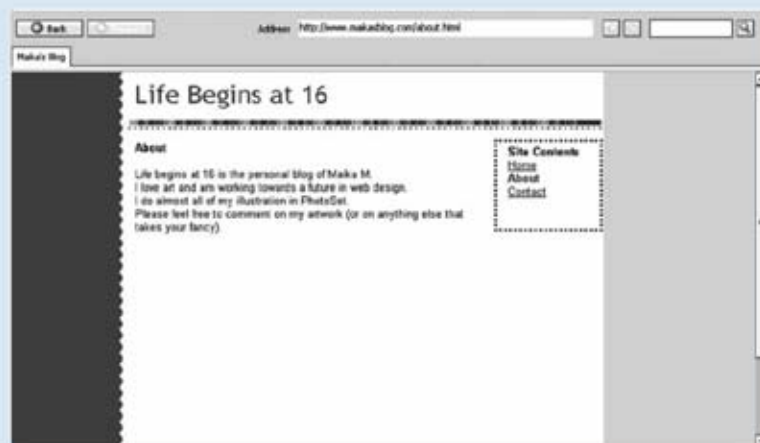 Back
Address http://www.maikasblog.com/about.html
Maika's Blog
Life Begins at 16
About
Life begins at 16 is the personal blog of Maika M.
I love art and am working towards a future in web design.
I do almost all of my illustration in PhotoSet.
Please feel free to comment on my artwork (or on anything else that
takes your fancy).
Site Contents
Home
About
Contact